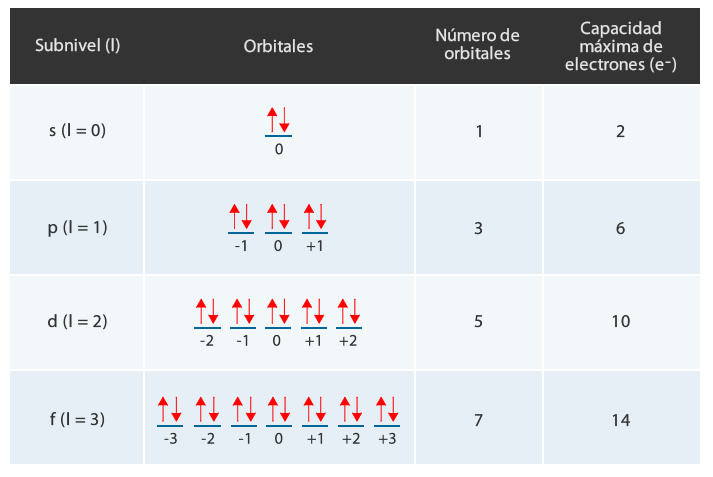 Subnivel (l)
Orbitales
Número de
orbitales
Capacidad
máxima de
electrones (e-)
s (l = 0)
0
1
2
p (l = 1)
-1 0 +1
3
6
d (l = 2)
-2 -1 0 +1 +2
5
10
f (l = 3)
-3 -2 -1 0 +1 +2 +3
7
14